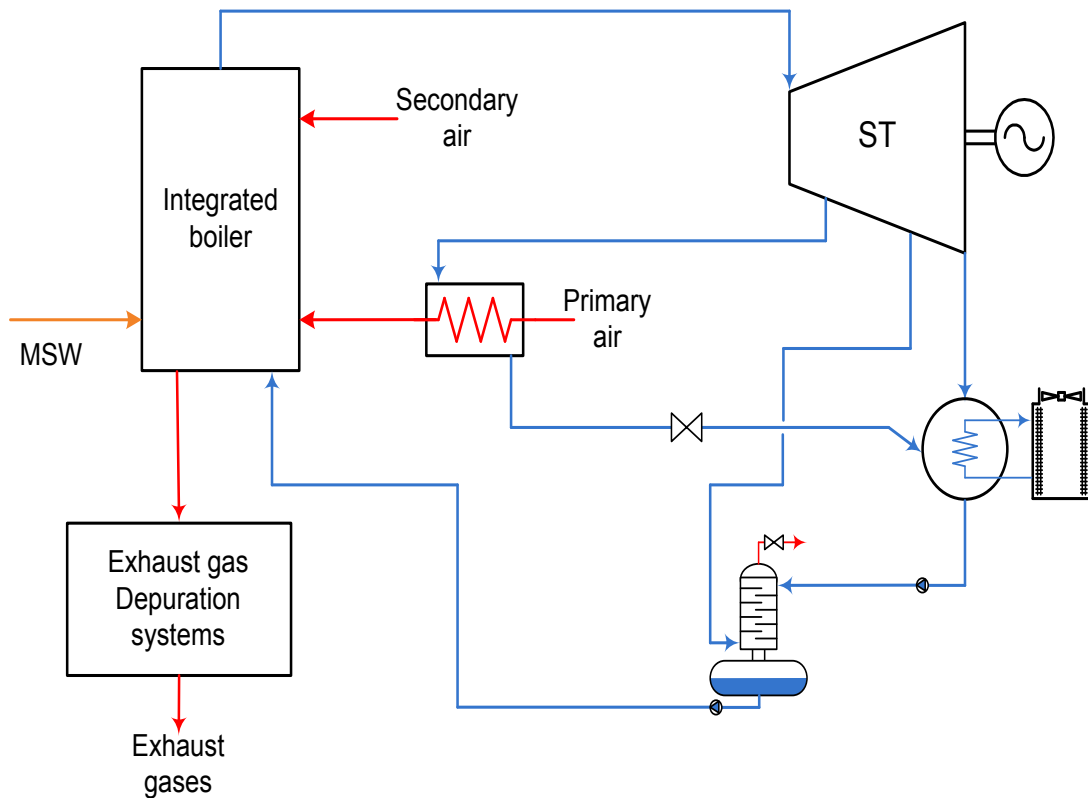 Secondary
air
ST
Integrated
boiler
Primary
air
MSW
Exhaust gas
Depuration
systems
Exhaust
gases